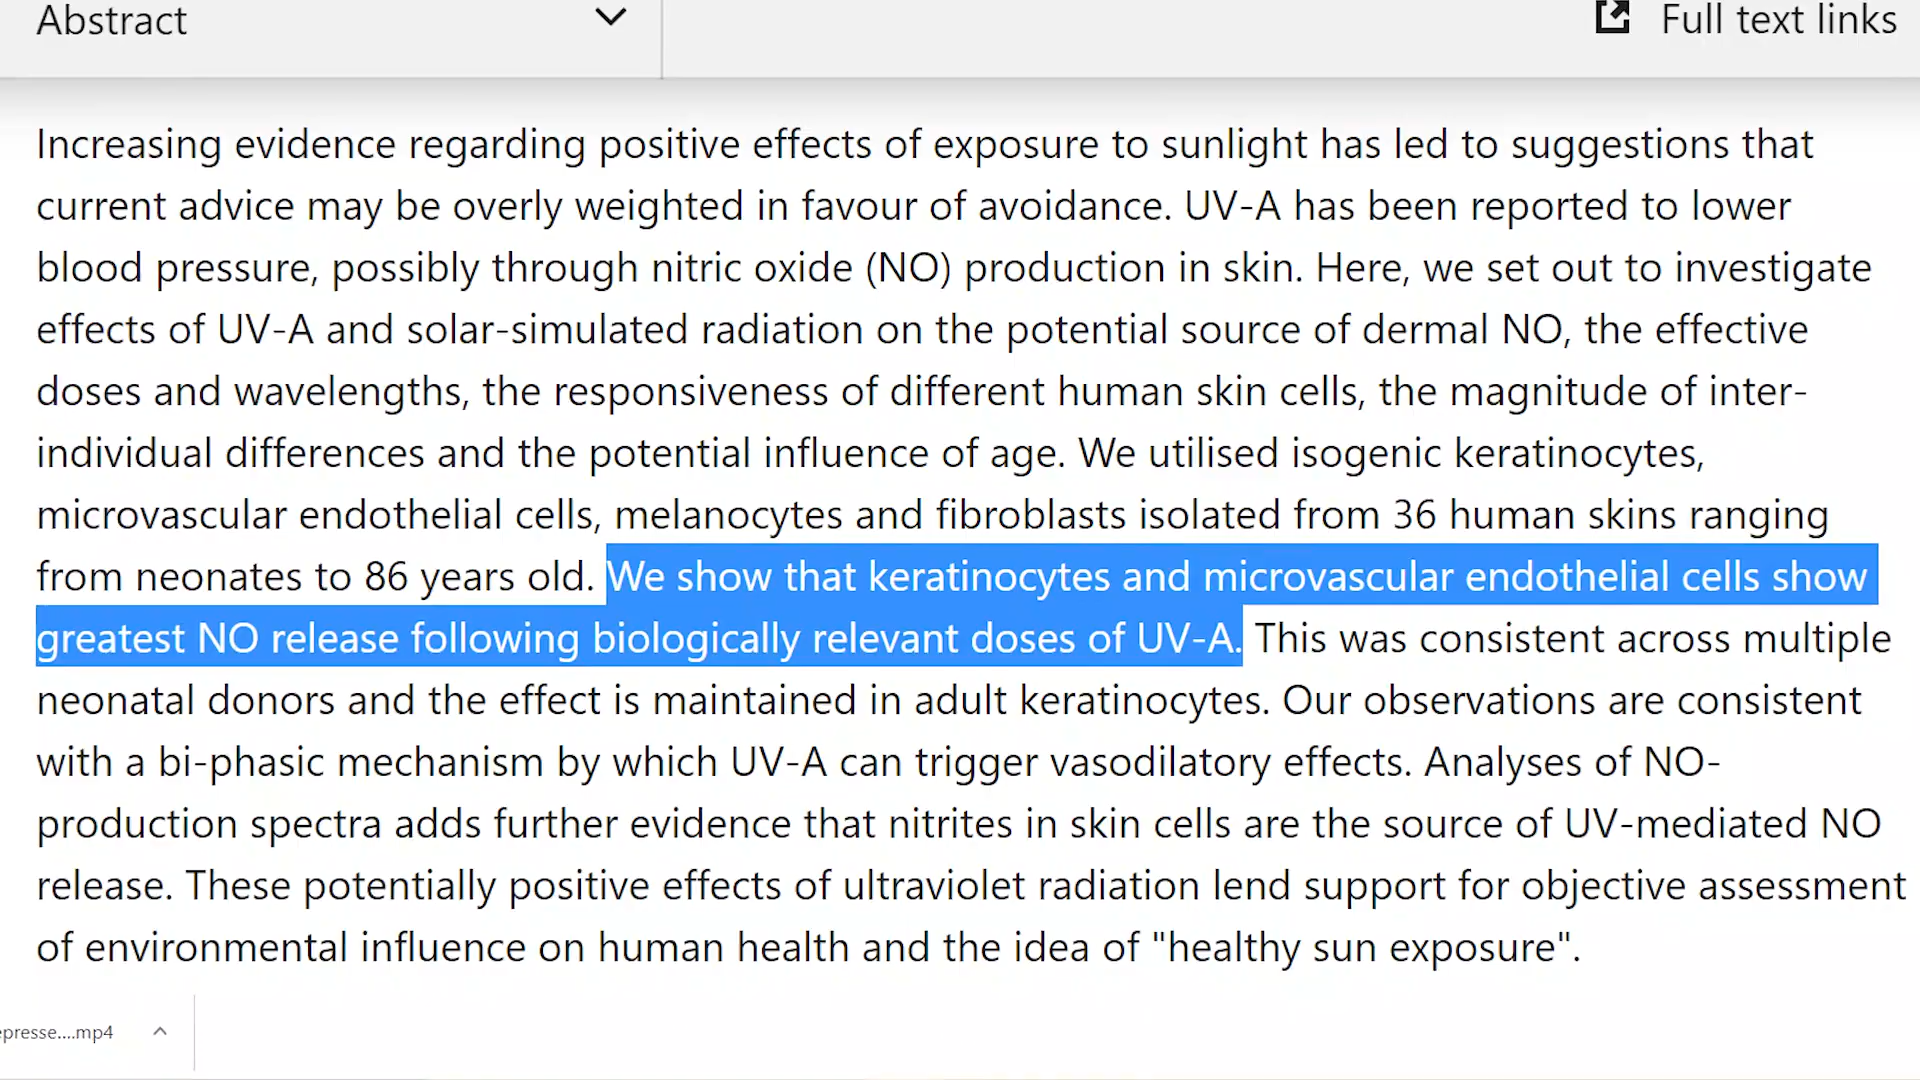 Abstract
Full text links
Increasing evidence regarding positive effects of exposure to sunlight has led to suggestions that
current advice may be overly weighted in favour of avoidance. UV-A has been reported to lower
blood pressure, possibly through nitric oxide (NO) production in skin. Here, we set out to investigate
effects of UV-A and solar-simulated radiation on the potential source of dermal NO, the effective
doses and wavelengths, the responsiveness of different human skin cells, the magnitude of inter-
individual differences and the potential influence of age. We utilised isogenic keratinocytes,
microvascular endothelial cells, melanocytes and fibroblasts isolated from 36 human skins ranging
from neonates to 86 years old. We show that keratinocytes and microvascular endothelial cells show
greatest NO release following biologically relevant doses of UV-A. This was consistent across multiple
neonatal donors and the effect is maintained in adult keratinocytes. Our observations are consistent
with a bi-phasic mechanism by which UV-A can trigger vasodilatory effects. Analyses of NO-
production spectra adds further evidence that nitrites in skin cells are the source of UV-mediated NO
release. These potentially positive effects of ultraviolet radiation lend support for objective assessment
of environmental influence on human health and the idea of "healthy sun exposure".
epresse....mp4